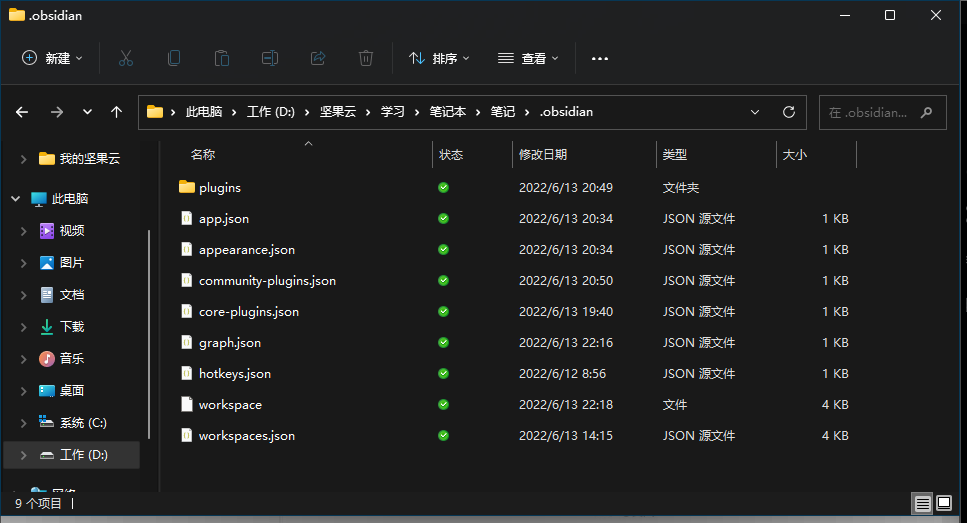 .obsidian
新建 排序 查看
此电脑 工作 (D:) 坚果云 学习 笔记本 笔记 .obsidian 在 .obsidian...
名称 状态 修改日期 类型 大小
我的坚果云
此电脑
视频
图片
文档
下载
音乐
桌面
系统 (C:)
工作 (D:)
网络
plugins 2022/6/13 20:49 文件夹
app.json 2022/6/13 20:34 JSON 源文件 1 KB
appearance.json 2022/6/13 20:34 JSON 源文件 1 KB
community-plugins.json 2022/6/13 20:50 JSON 源文件 1 KB
core-plugins.json 2022/6/13 19:40 JSON 源文件 1 KB
graph.json 2022/6/13 22:16 JSON 源文件 1 KB
hotkeys.json 2022/6/12 8:56 JSON 源文件 1 KB
workspace 2022/6/13 22:18 文件 4 KB
workspaces.json 2022/6/13 14:15 JSON 源文件 4 KB
9 个项目